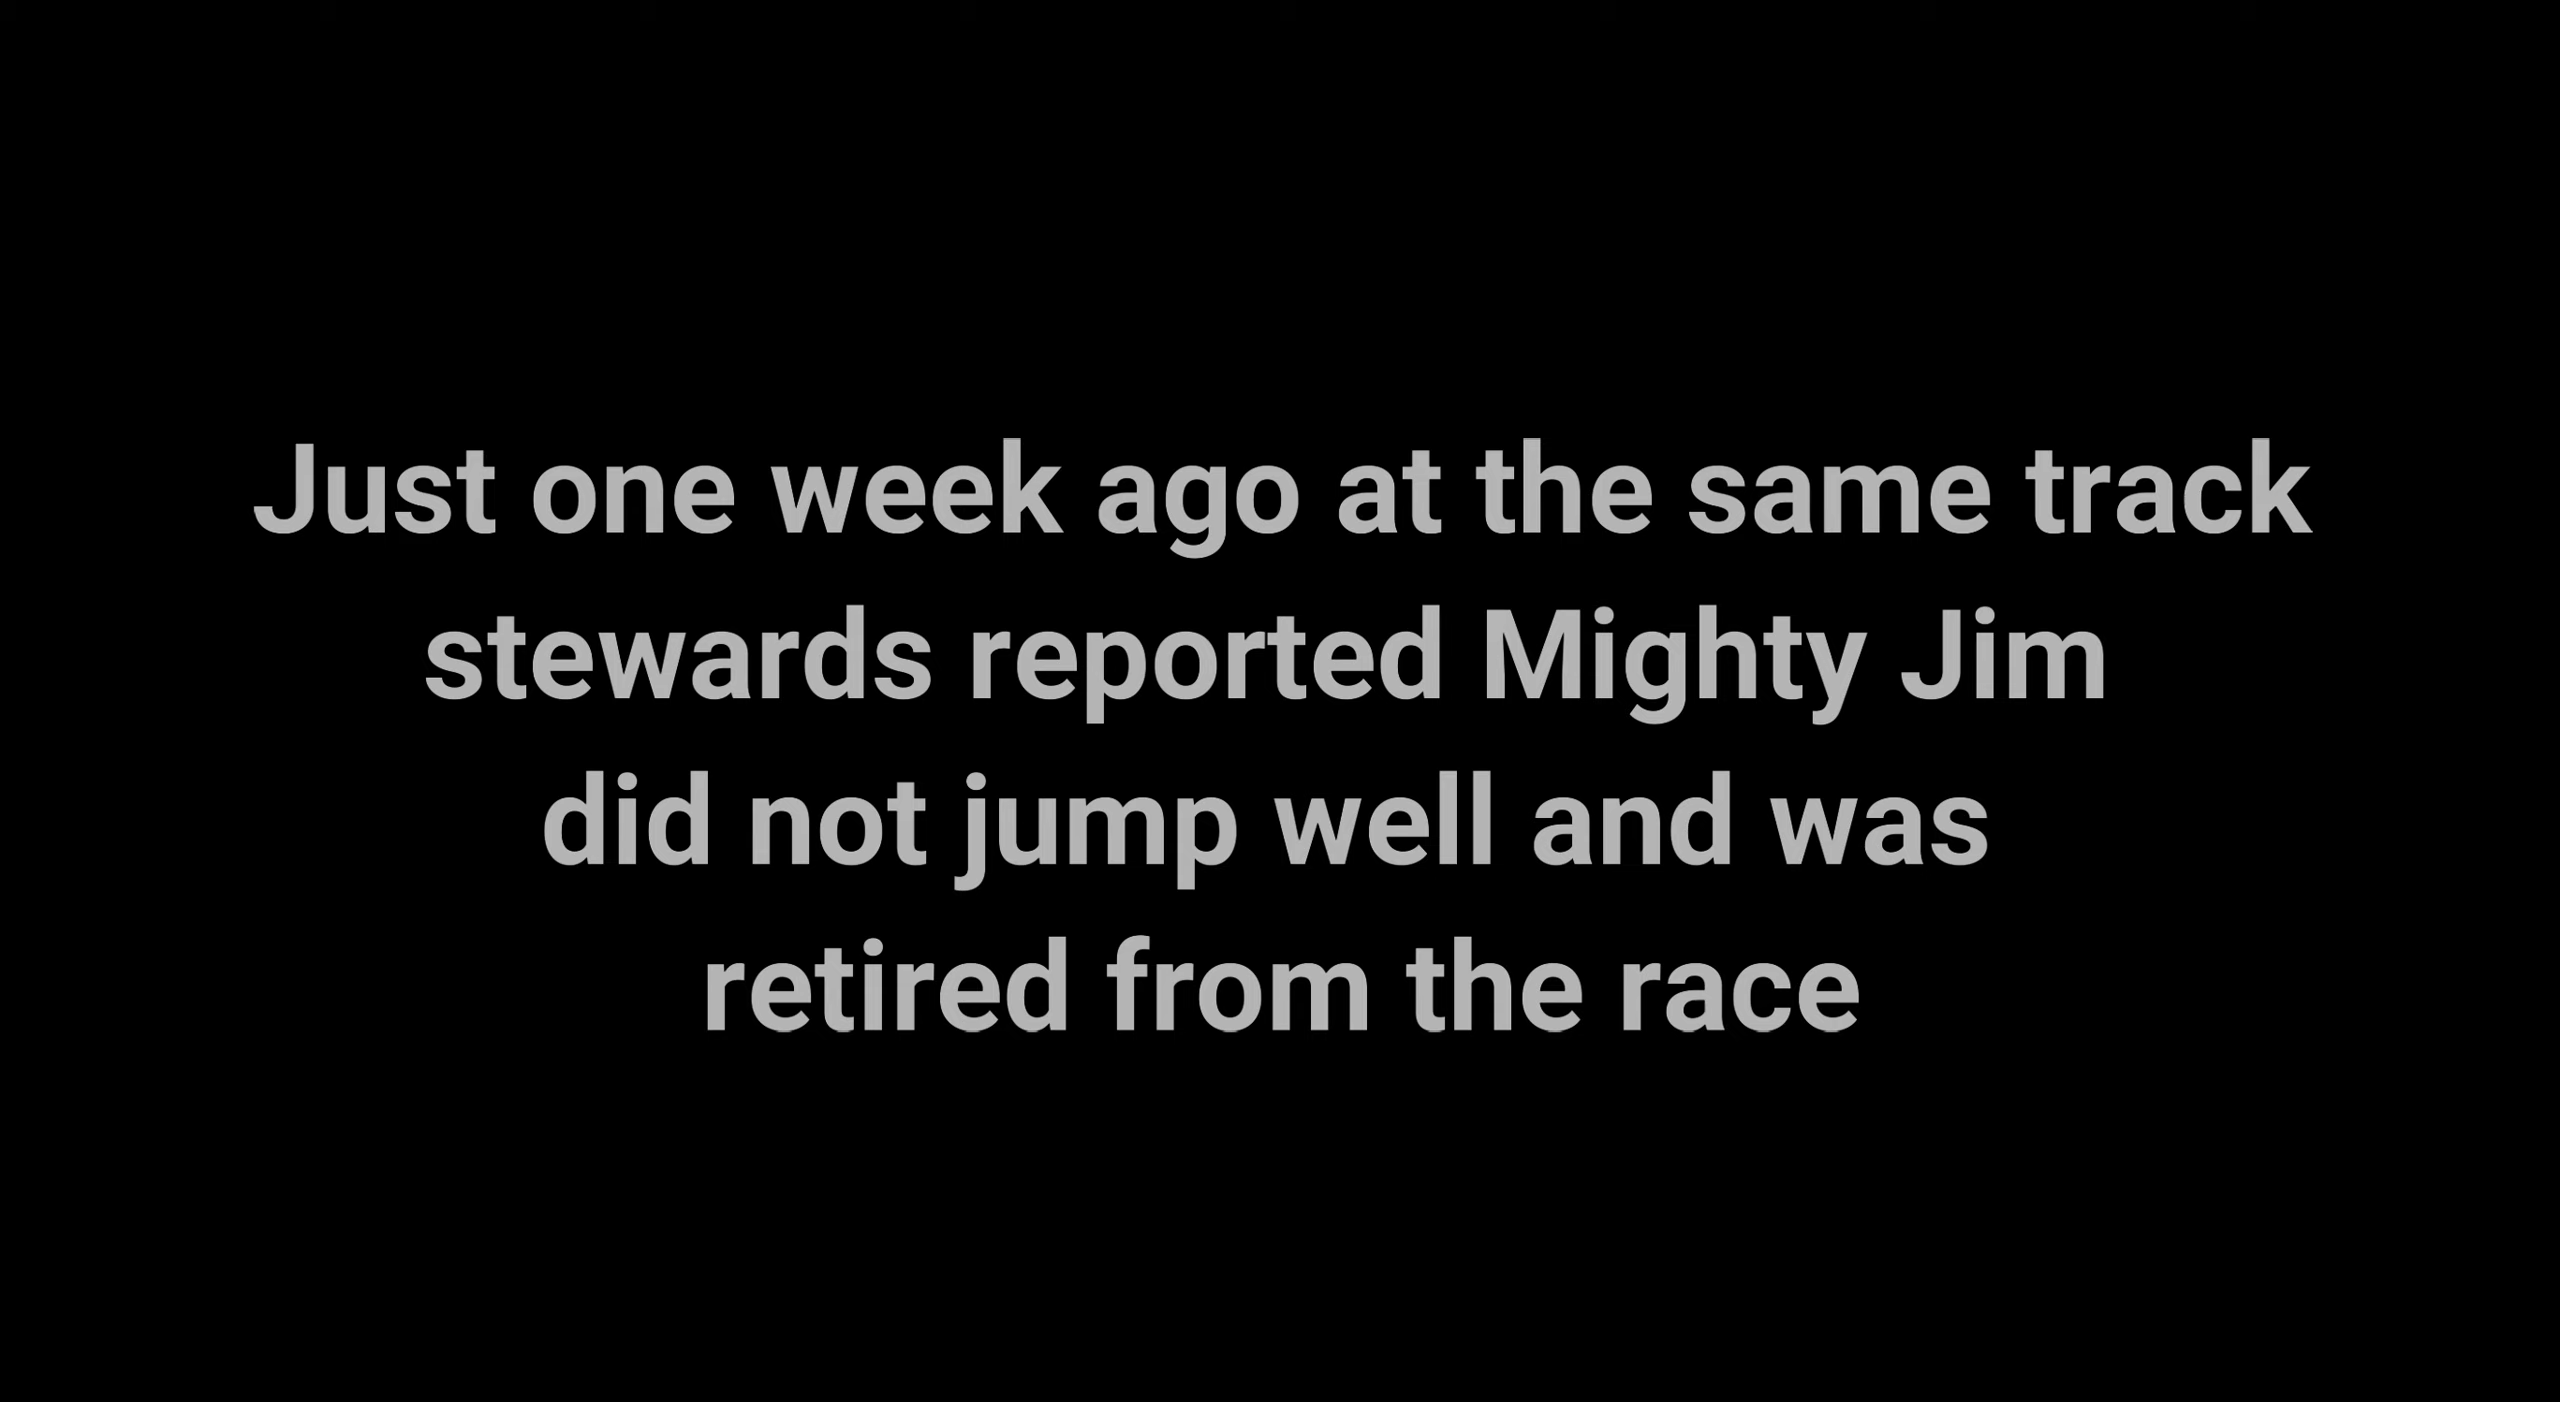 Just one week ago at the same track
stewards reported Mighty Jim
did not jump well and was
retired from the race